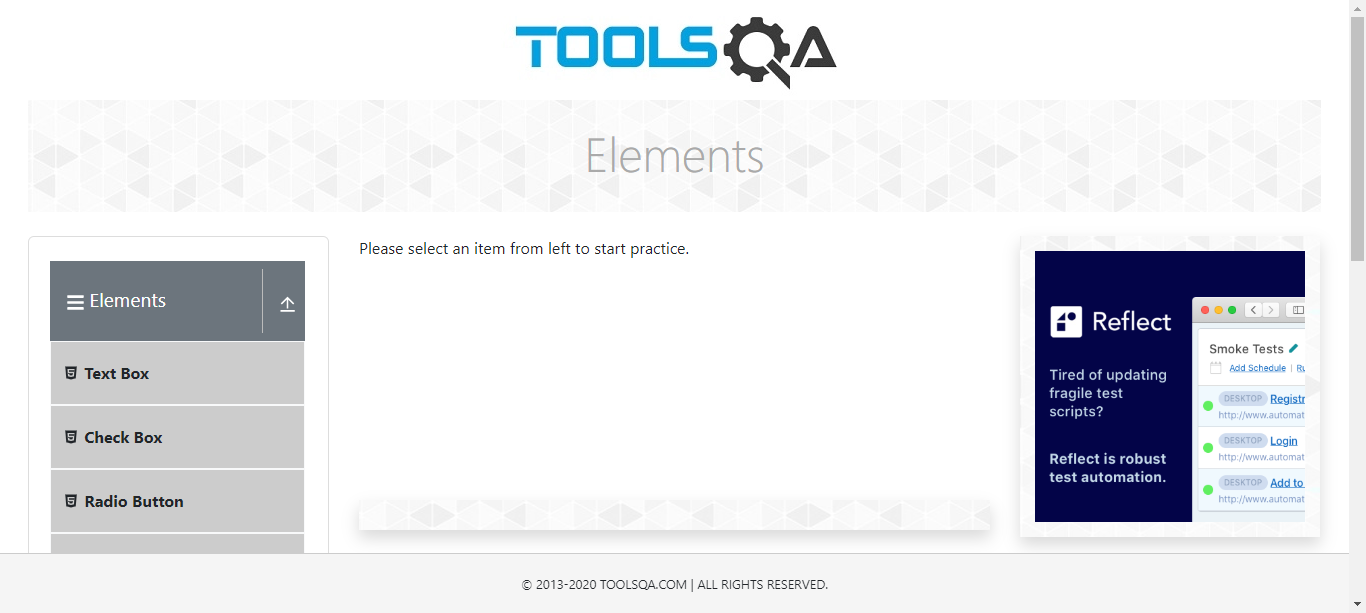 TOOLSQA
Elements
Elements
Text Box
Check Box
Radio Button
Please select an item from left to start practice.
Reflect
Tired of updating
fragile test
scripts?
Reflect is robust
test automation.
Smoke Tests
Add Schedule | Ru
DESKTOP Registr
http://www.automat
DESKTOP Login
http://www.automat
DESKTOP Add to
http://www.automat
© 2013-2020 TOOLSQA.COM | ALL RIGHTS RESERVED.